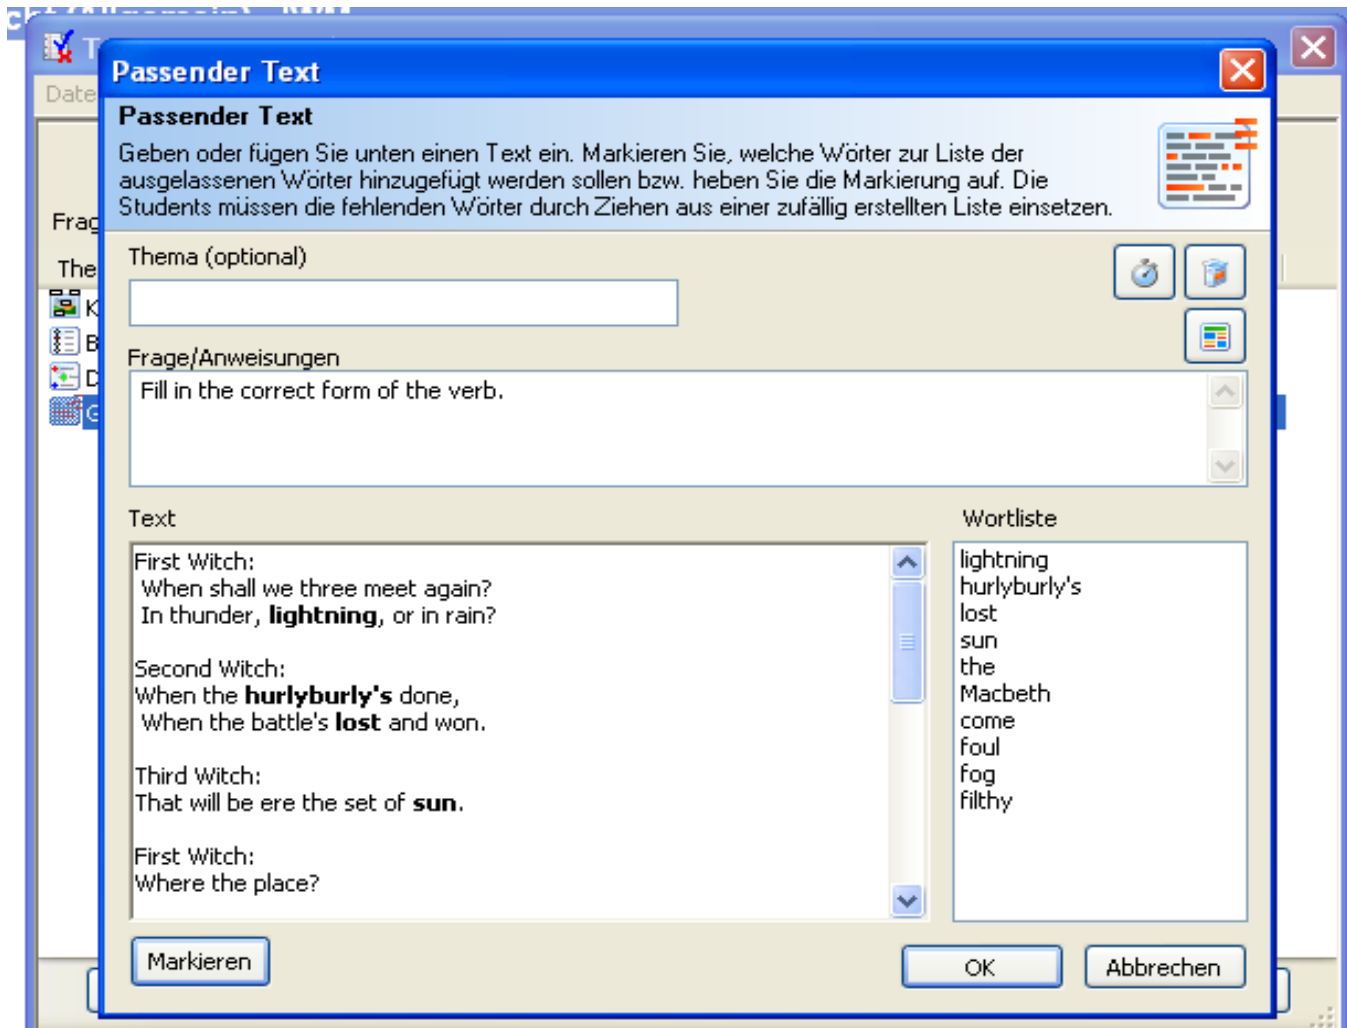 Passender Text
Date
Passender Text
Geben oder fügen Sie unten einen Text ein. Markieren Sie, welche Wörter zur Liste der
ausgelassenen Wörter hinzugefügt werden sollen bzw. heben Sie die Markierung auf. Die
Students müssen die fehlenden Wörter durch Ziehen aus einer zufällig erstellten Liste einsetzen.
Frag
The
Thema (optional)
Frage/Anweisungen
Fill in the correct form of the verb.
Text
First Witch:
When shall we three meet again?
In thunder, lightning, or in rain?
Second Witch:
When the hurlyburly's done,
When the battle's lost and won.
Third Witch:
That will be ere the set of sun.
First Witch:
Where the place?
Wortliste
lightning
hurlyburly's
lost
sun
the
Macbeth
come
foul
fog
filthy
Markieren
OK
Abbrechen